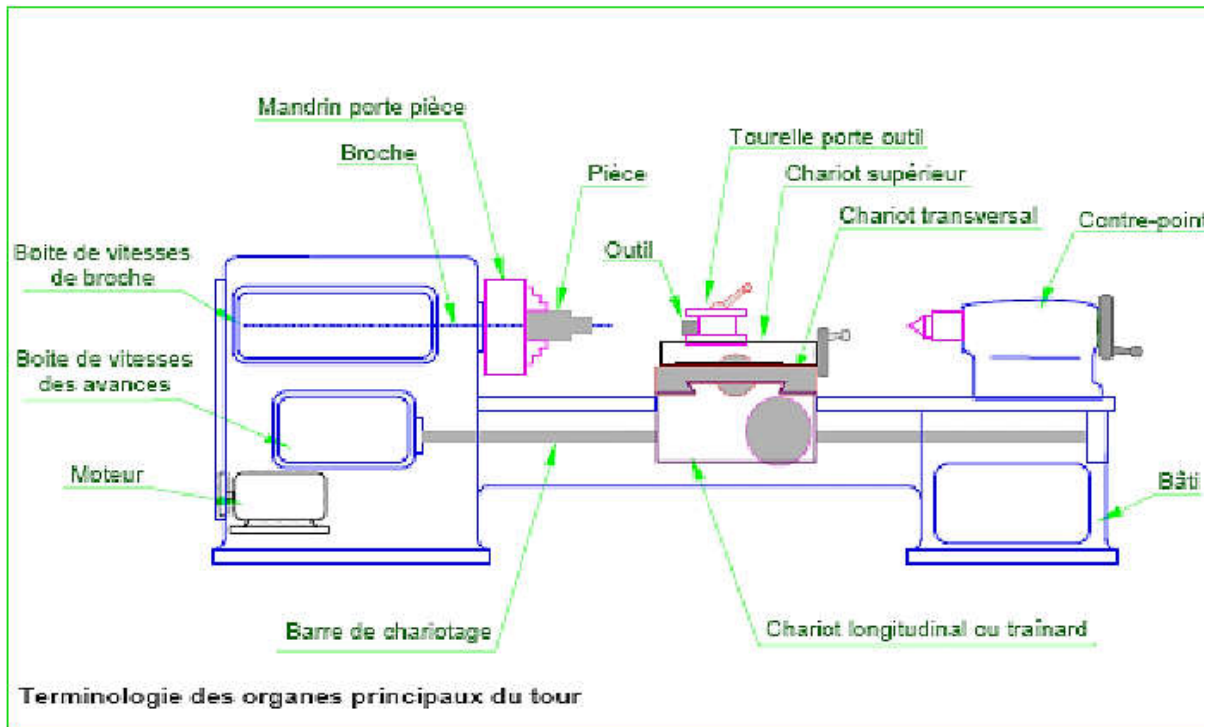 Mandrin porte pièce
Broche
Pièce
Tourelle porte outil
Chariot supérieur
Chariot transversal
Contre-point
Outil
Boite de vitesses
de broche
Boite de vitesses
des avances
Moteur
Bâti
Barre de chariotage
Chariot longitudinal ou traînard
Terminologie des organes principaux du tour